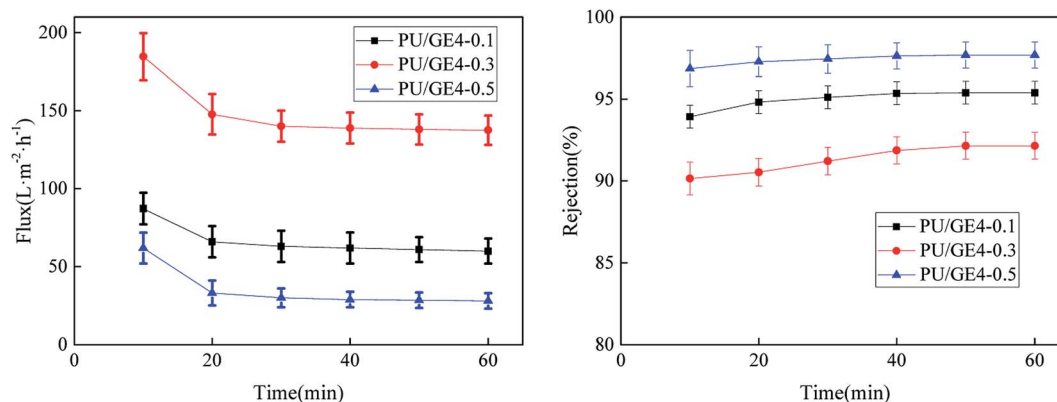 200
150
100
50
0
Flux(L·m⁻²·h⁻¹)
PU/GE4-0.1
PU/GE4-0.3
PU/GE4-0.5
0 20 40 60
Time(min)
100
95
90
85
80
Rejection(%)
PU/GE4-0.1
PU/GE4-0.3
PU/GE4-0.5
0 20 40 60
Time(min)